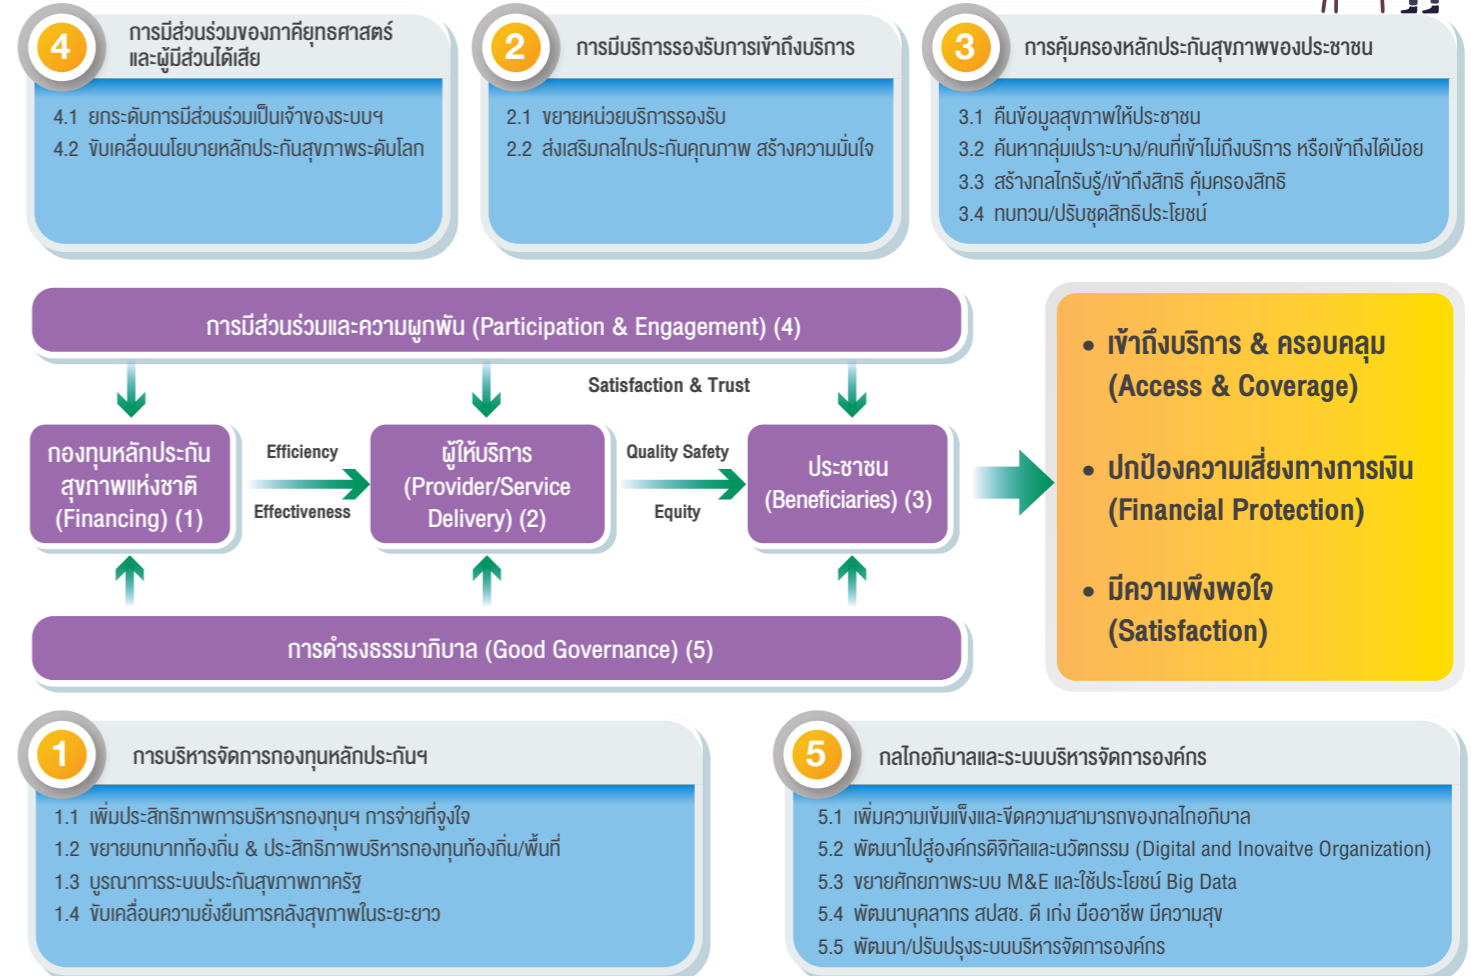 4
การมีส่วนร่วมของภาคียุทธศาสตร์
และผู้มีส่วนได้เสีย
4.1 ยกระดับการมีส่วนร่วมเป็นเจ้าของระบบฯ
4.2 ขับเคลื่อนนโยบายหลักประกันสุขภาพระดับโลก
2
การมีบริการรองรับการเข้าถึงบริการ
2.1 ขยายหน่วยบริการรองรับ
2.2 ส่งเสริมกลไกประกันคุณภาพ สร้างความมั่นใจ
3
การคุ้มครองหลักประกันสุขภาพของประชาชน
3.1 คืนข้อมูลสุขภาพให้ประชาชน
3.2 ค้นหากลุ่มเปราะบาง/คนที่เข้าไม่ถึงบริการ หรือเข้าถึงได้น้อย
3.3 สร้างกลไกรับรู้/เข้าถึงสิทธิ คุ้มครองสิทธิ
3.4 ทบทวน/ปรับชุดสิทธิประโยชน์
การมีส่วนร่วมและความผูกพัน (Participation & Engagement) (4)
Satisfaction & Trust
กองทุนหลักประกัน
สุขภาพแห่งชาติ
(Financing) (1)
Efficiency
Effectiveness
ผู้ให้บริการ
(Provider/Service
Delivery) (2)
Quality Safety
Equity
ประชาชน
(Beneficiaries) (3)
การดำรงธรรมาภิบาล (Good Governance) (5)
• เข้าถึงบริการ & ครอบคลุม
(Access & Coverage)
• ปกป้องความเสี่ยงทางการเงิน
(Financial Protection)
• มีความพึงพอใจ
(Satisfaction)
1
การบริหารจัดการกองทุนหลักประกันฯ
1.1 เพิ่มประสิทธิภาพการบริหารกองทุนฯ การจ่ายที่จูงใจ
1.2 ขยายบทบาทท้องถิ่น & ประสิทธิภาพบริหารกองทุนท้องถิ่น/พื้นที่
1.3 บูรณาการระบบประกันสุขภาพภาครัฐ
1.4 ขับเคลื่อนความยั่งยืนการคลังสุขภาพในระยะยาว
5
กลไกอภิบาลและระบบบริหารจัดการองค์กร
5.1 เพิ่มความเข้มแข็งและขีดความสามารถของกลไกอภิบาล
5.2 พัฒนาไปสู่องค์กรดิจิทัลและนวัตกรรม (Digital and Inovaitve Organization)
5.3 ขยายศักยภาพระบบ M&E และใช้ประโยชน์ Big Data
5.4 พัฒนาบุคลากร สปสช. ดี เก่ง มืออาชีพ มีความสุข
5.5 พัฒนา/ปรับปรุงระบบบริหารจัดการองค์กร